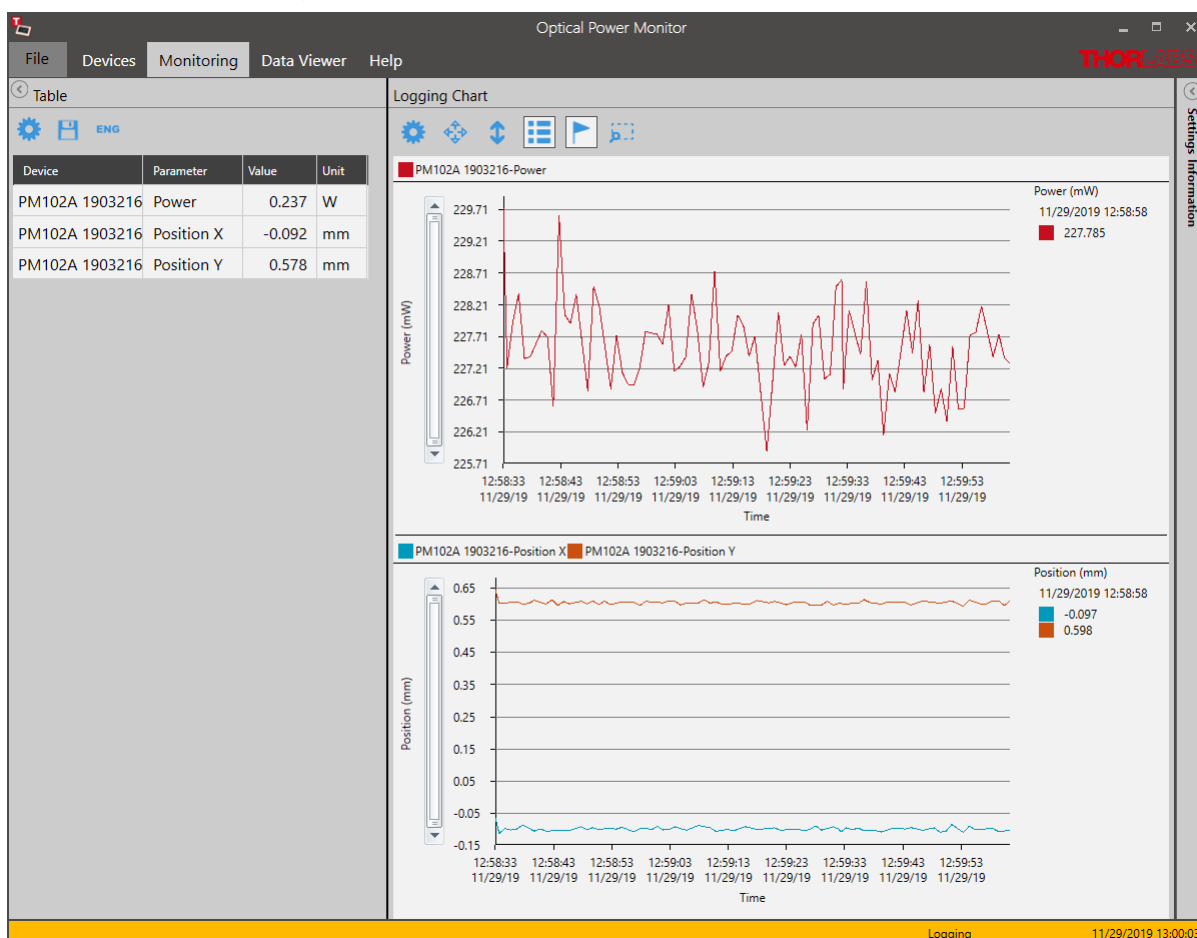 Optical Power Monitor
File Devices Monitoring Data Viewer Help
THORLABS
Table
ENG
Device Parameter Value Unit
PM102A 1903216 Power 0.237 W
PM102A 1903216 Position X -0.092 mm
PM102A 1903216 Position Y 0.578 mm
Logging Chart
PM102A 1903216-Power
Power (mW)
229.71
229.21
228.71
228.21
227.71
227.21
226.71
226.21
225.71
12:58:33 12:58:43 12:58:53 12:59:03 12:59:13 12:59:23 12:59:33 12:59:43 12:59:53
11/29/19 11/29/19 11/29/19 11/29/19 11/29/19 11/29/19 11/29/19 11/29/19 11/29/19
Time
Power (mW)
11/29/2019 12:58:58
227.785
PM102A 1903216-Position X PM102A 1903216-Position Y
Position (mm)
0.65
0.55
0.45
0.35
0.25
0.15
0.05
-0.05
-0.15
12:58:33 12:58:43 12:58:53 12:59:03 12:59:13 12:59:23 12:59:33 12:59:43 12:59:53
11/29/19 11/29/19 11/29/19 11/29/19 11/29/19 11/29/19 11/29/19 11/29/19 11/29/19
Time
Position (mm)
11/29/2019 12:58:58
-0.097
0.598
Settings Information
Logging 11/29/2019 13:00:03